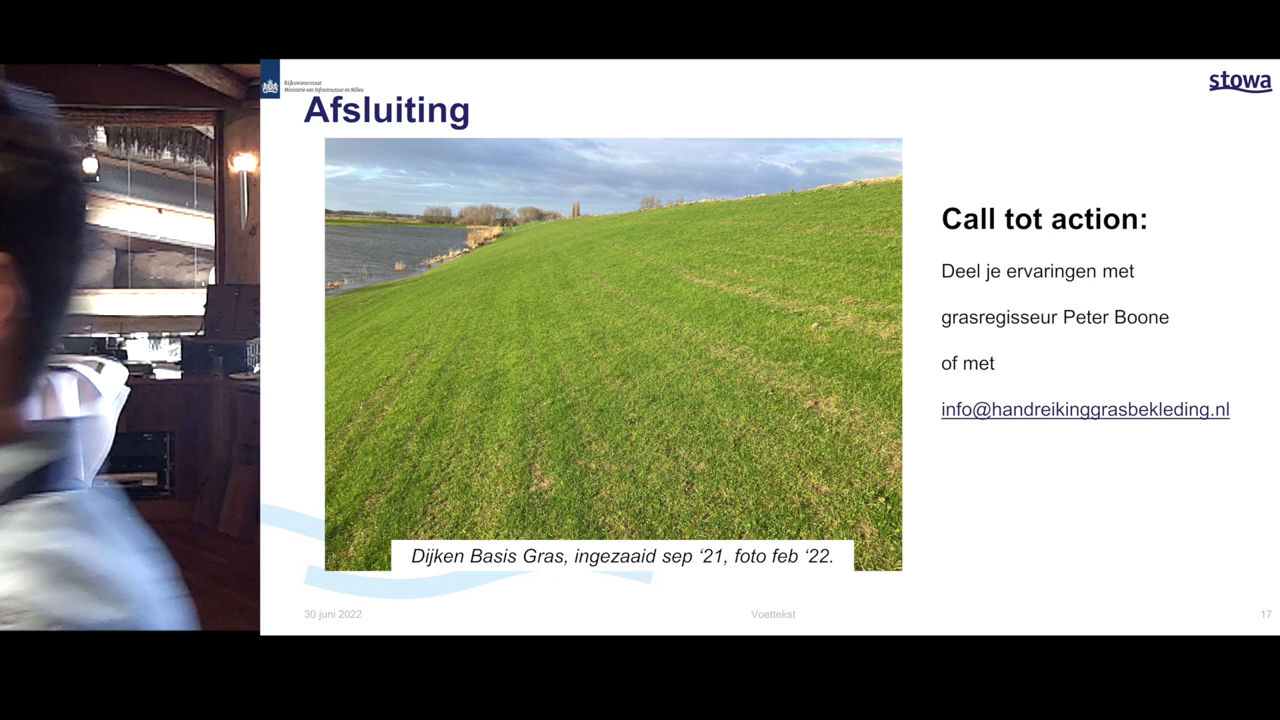 Rijkswaterstaat
Ministerie van Infrastructuur en Milieu
stowa
Afsluiting
Call tot action:
Deel je ervaringen met
grasregisseur Peter Boone
of met
info@handreikinggrasbekleding.nl
Dijken Basis Gras, ingezaaid sep ‘21, foto feb ‘22.
30 juni 2022
Voettekst
17